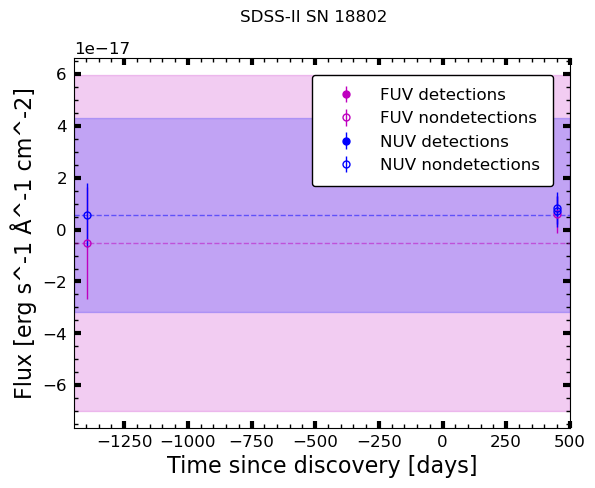 SDSS-II SN 18802
1e−17
6
4
2
0
−2
−4
−6
Flux [erg s^-1 Å^-1 cm^-2]
FUV detections
FUV nondetections
NUV detections
NUV nondetections
−1250 −1000 −750 −500 −250 0 250 500
Time since discovery [days]